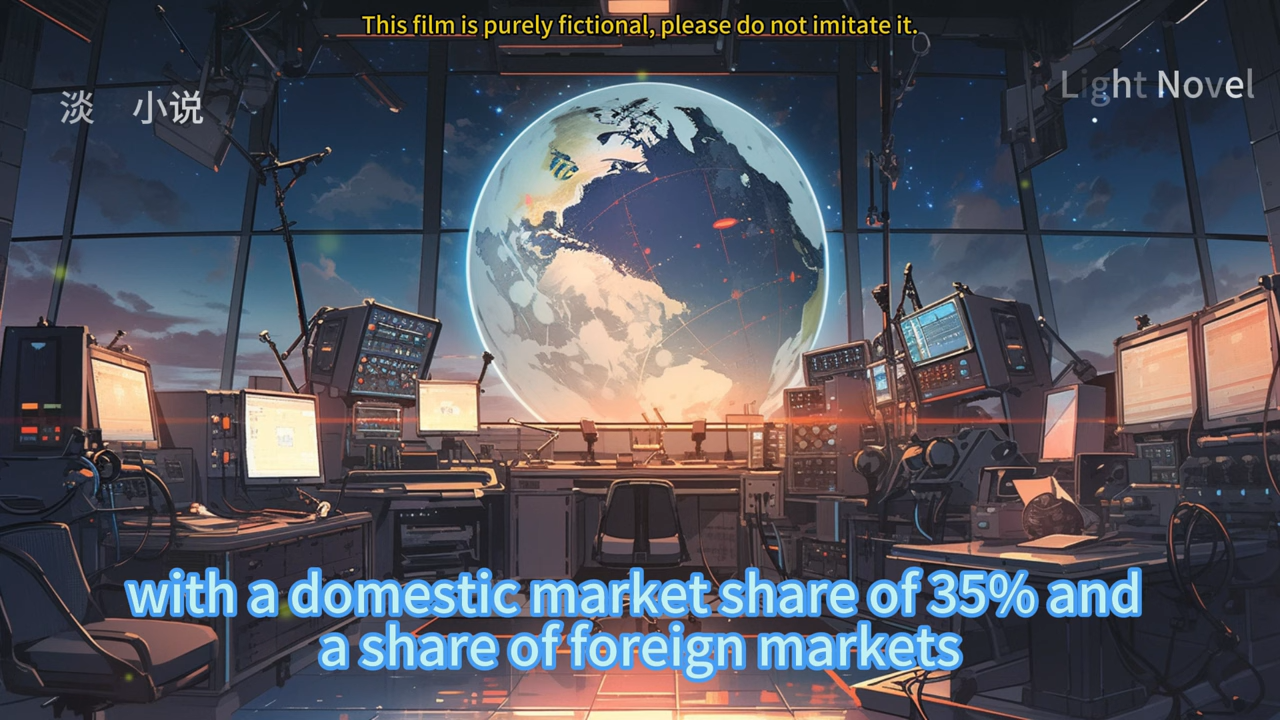 This film is purely fictional, please do not imitate it.
淡 小说
Light Novel
with a domestic market share of 35% and
a share of foreign markets